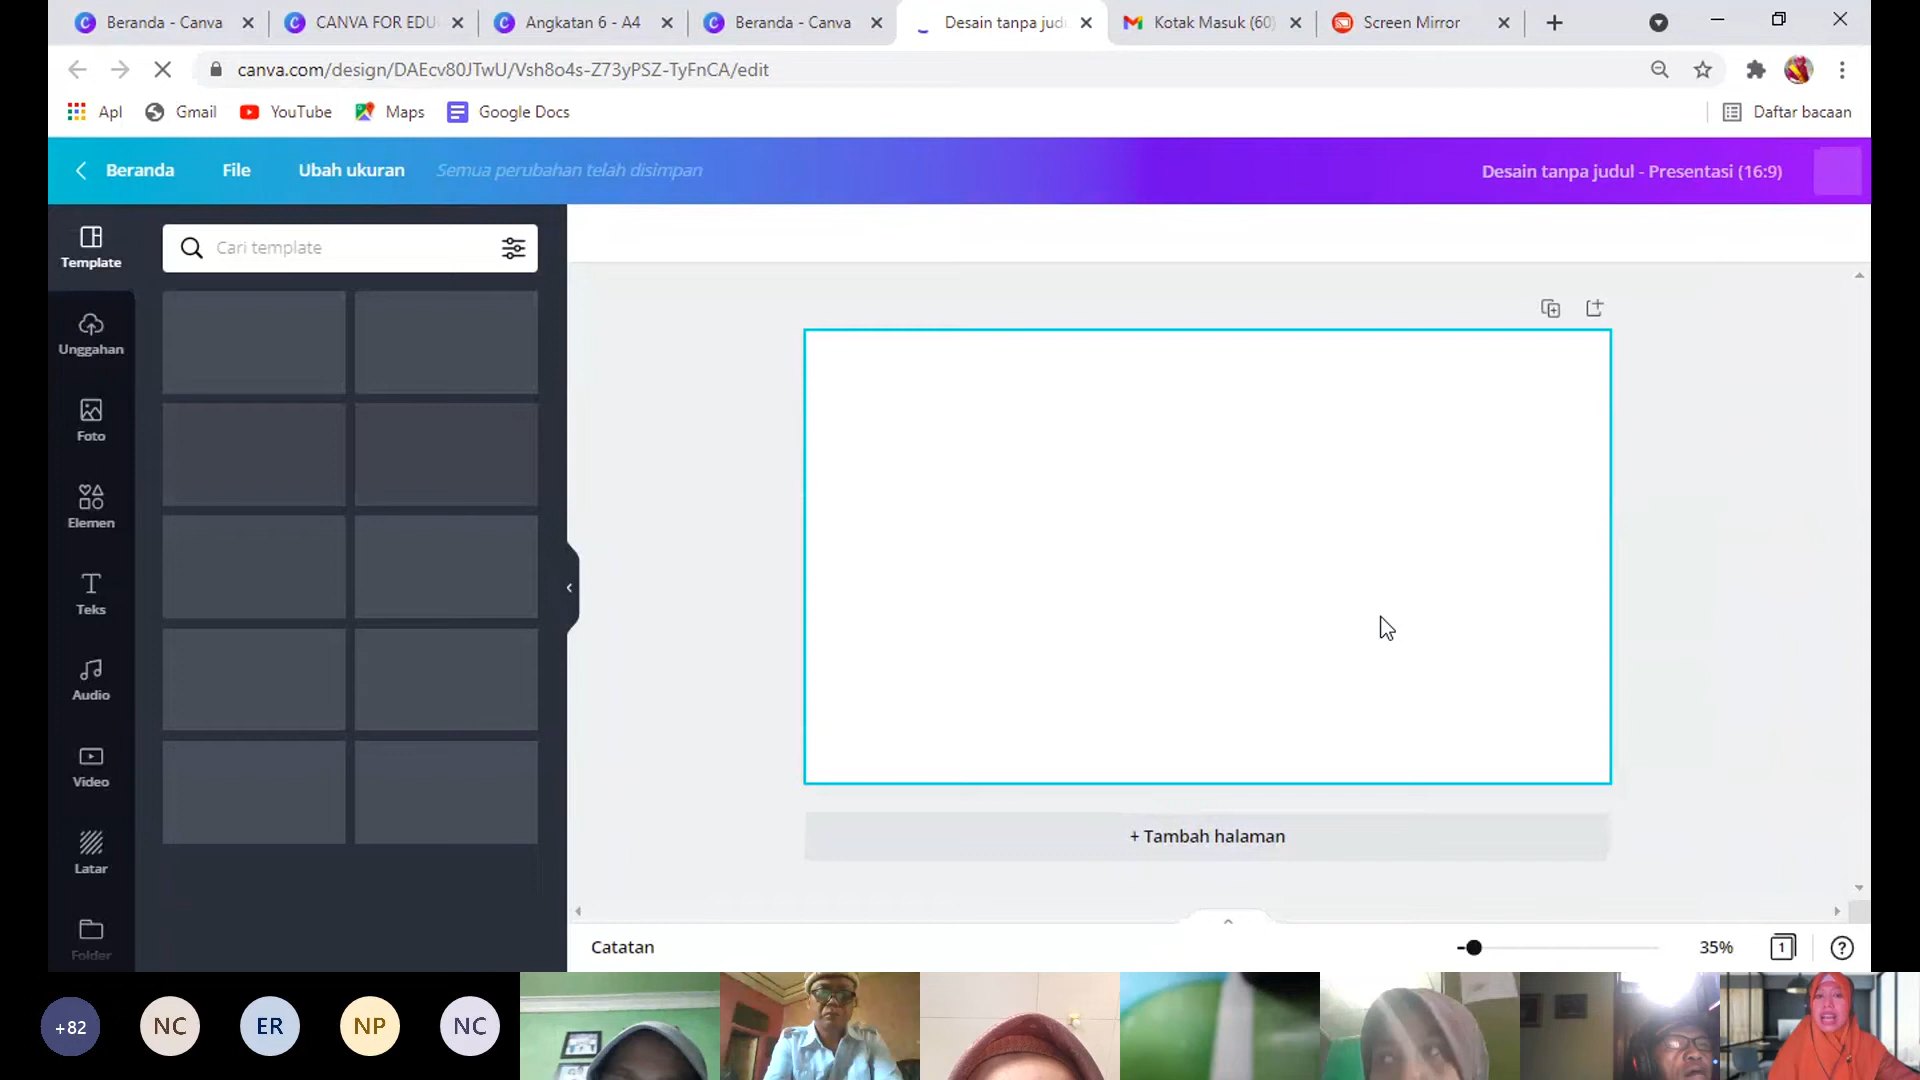 Beranda - Canva
CANVA FOR EDU
Angkatan 6 - A4
Beranda - Canva
Desain tanpa jud
Kotak Masuk (60)
Screen Mirror
canva.com/design/DAEcv80JTwU/Vsh8o4s-Z73yPSZ-TyFnCA/edit
Apl
Gmail
YouTube
Maps
Google Docs
Daftar bacaan
Beranda
File
Ubah ukuran
Semua perubahan telah disimpan
Desain tanpa judul - Presentasi (16:9)
Template
Cari template
Unggahan
Foto
Elemen
Teks
Audio
Video
Latar
Folder
+ Tambah halaman
Catatan
35%
1
+82
NC
ER
NP
NC